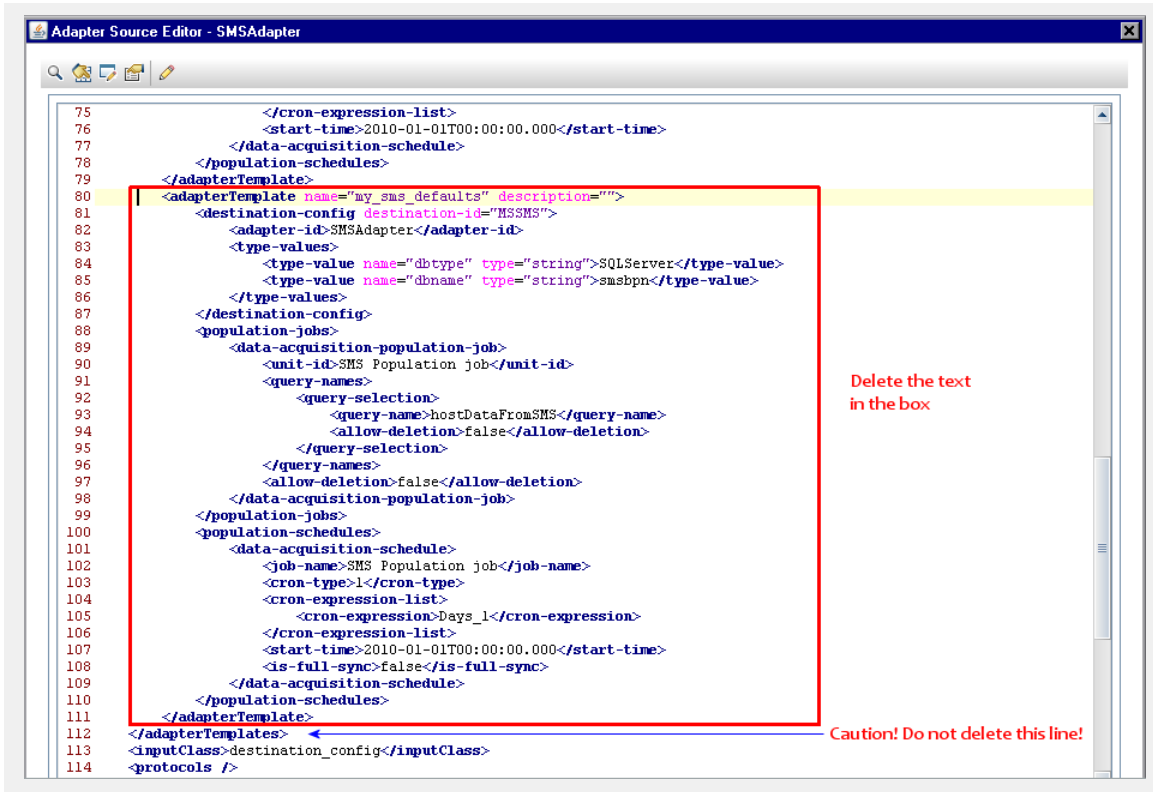 Adapter Source Editor - SMSAdapter
75 </cron-expression-list>
76 <start-time>2010-01-01T00:00:00.000</start-time>
77 </data-acquisition-schedule>
78 </population-schedules>
79 </adapterTemplate>
80 <adapterTemplate name="my_sms_defaults" description="">
81 <destination-config destination-id="MSSMS">
82 <adapter-id>SMSAdapter</adapter-id>
83 <type-values>
84 <type-value name="dbtype" type="string">SQLServer</type-value>
85 <type-value name="dbname" type="string">smsbpn</type-value>
86 </type-values>
87 </destination-config>
88 <population-jobs>
89 <data-acquisition-population-job>
90 <unit-id>SMS Population job</unit-id>
91 <query-names>
92 <query-selection>
93 <query-name>hostDataFromSMS</query-name>
94 <allow-deletion>false</allow-deletion>
95 </query-selection>
96 </query-names>
97 <allow-deletion>false</allow-deletion>
98 </data-acquisition-population-job>
99 </population-jobs>
100 <population-schedules>
101 <data-acquisition-schedule>
102 <job-name>SMS Population job</job-name>
103 <cron-type>1</cron-type>
104 <cron-expression-list>
105 <cron-expression>Days_1</cron-expression>
106 </cron-expression-list>
107 <start-time>2010-01-01T00:00:00.000</start-time>
108 <is-full-sync>false</is-full-sync>
109 </data-acquisition-schedule>
110 </population-schedules>
111 </adapterTemplate>
112 </adapterTemplates>
113 <inputClass>destination_config</inputClass>
114 <protocols />
Delete the text
in the box
Caution! Do not delete this line!